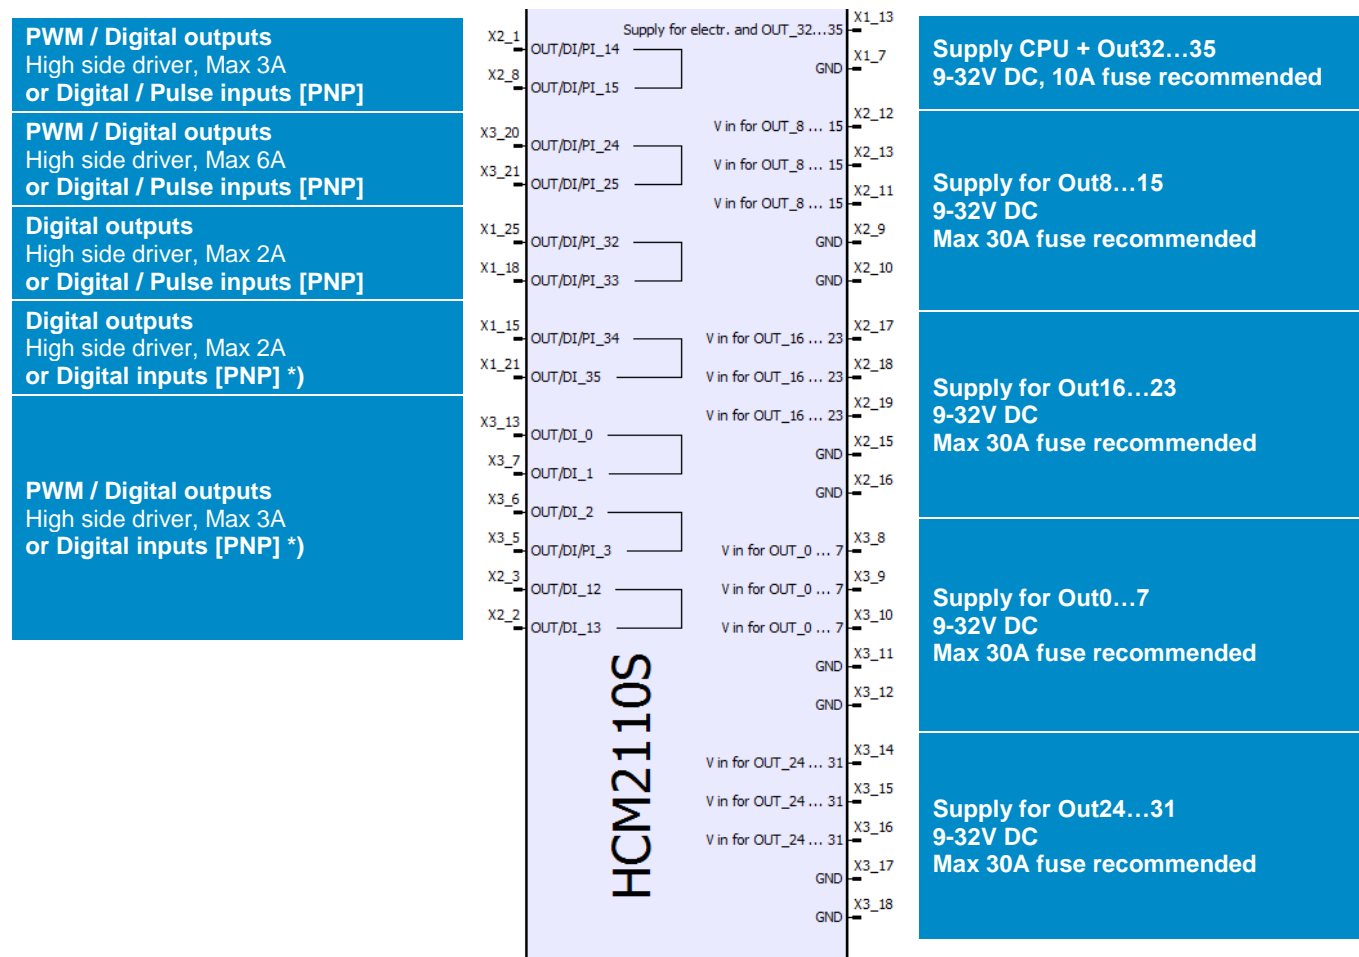 PWM / Digital outputs
High side driver, Max 3A
or Digital / Pulse inputs [PNP]
PWM / Digital outputs
High side driver, Max 6A
or Digital / Pulse inputs [PNP]
Digital outputs
High side driver, Max 2A
or Digital / Pulse inputs [PNP]
Digital outputs
High side driver, Max 2A
or Digital inputs [PNP] *)
PWM / Digital outputs
High side driver, Max 3A
or Digital inputs [PNP] *)
X2_1 OUT/DI/PI_14
X2_8 OUT/DI/PI_15
X3_20 OUT/DI/PI_24
X3_21 OUT/DI/PI_25
X1_25 OUT/DI/PI_32
X1_18 OUT/DI/PI_33
X1_15 OUT/DI/PI_34
X1_21 OUT/DI_35
X3_13 OUT/DI_0
X3_7 OUT/DI_1
X3_6 OUT/DI_2
X3_5 OUT/DI/PI_3
X2_3 OUT/DI_12
X2_2 OUT/DI_13
HCM2110S
Supply for electr. and OUT_32...35 X1_13
GND X1_7
V in for OUT_8 ... 15 X2_12
V in for OUT_8 ... 15 X2_13
V in for OUT_8 ... 15 X2_11
GND X2_9
GND X2_10
V in for OUT_16 ... 23 X2_17
V in for OUT_16 ... 23 X2_18
V in for OUT_16 ... 23 X2_19
GND X2_15
GND X2_16
V in for OUT_0 ... 7 X3_8
V in for OUT_0 ... 7 X3_9
V in for OUT_0 ... 7 X3_10
GND X3_11
GND X3_12
V in for OUT_24 ... 31 X3_14
V in for OUT_24 ... 31 X3_15
V in for OUT_24 ... 31 X3_16
GND X3_17
GND X3_18
Supply CPU + Out32…35
9-32V DC, 10A fuse recommended
Supply for Out8…15
9-32V DC
Max 30A fuse recommended
Supply for Out16…23
9-32V DC
Max 30A fuse recommended
Supply for Out0…7
9-32V DC
Max 30A fuse recommended
Supply for Out24…31
9-32V DC
Max 30A fuse recommended